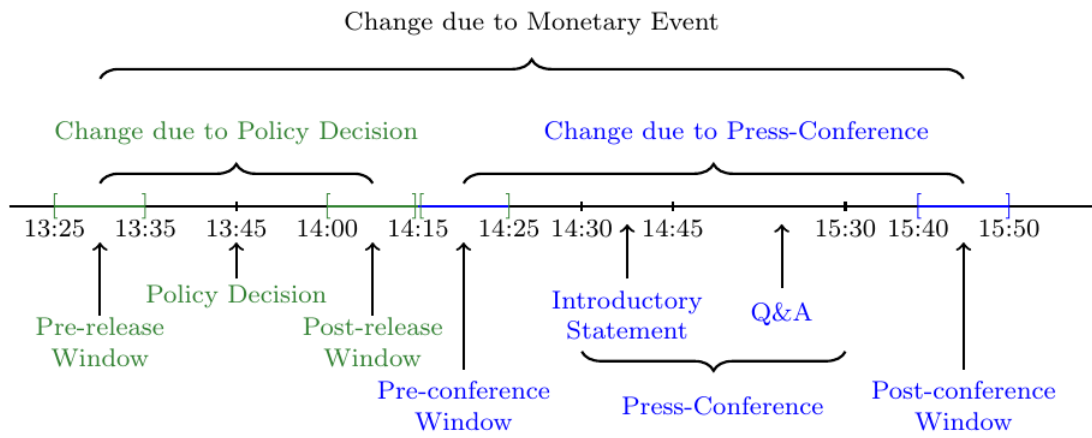 Change due to Monetary Event
Change due to Policy Decision
Change due to Press-Conference
13:25 13:35 13:45 14:00 14:15 14:25 14:30 14:45 15:30 15:40 15:50
Policy Decision
Pre-release
Window
Post-release
Window
Introductory
Statement
Q&A
Pre-conference
Window
Press-Conference
Post-conference
Window